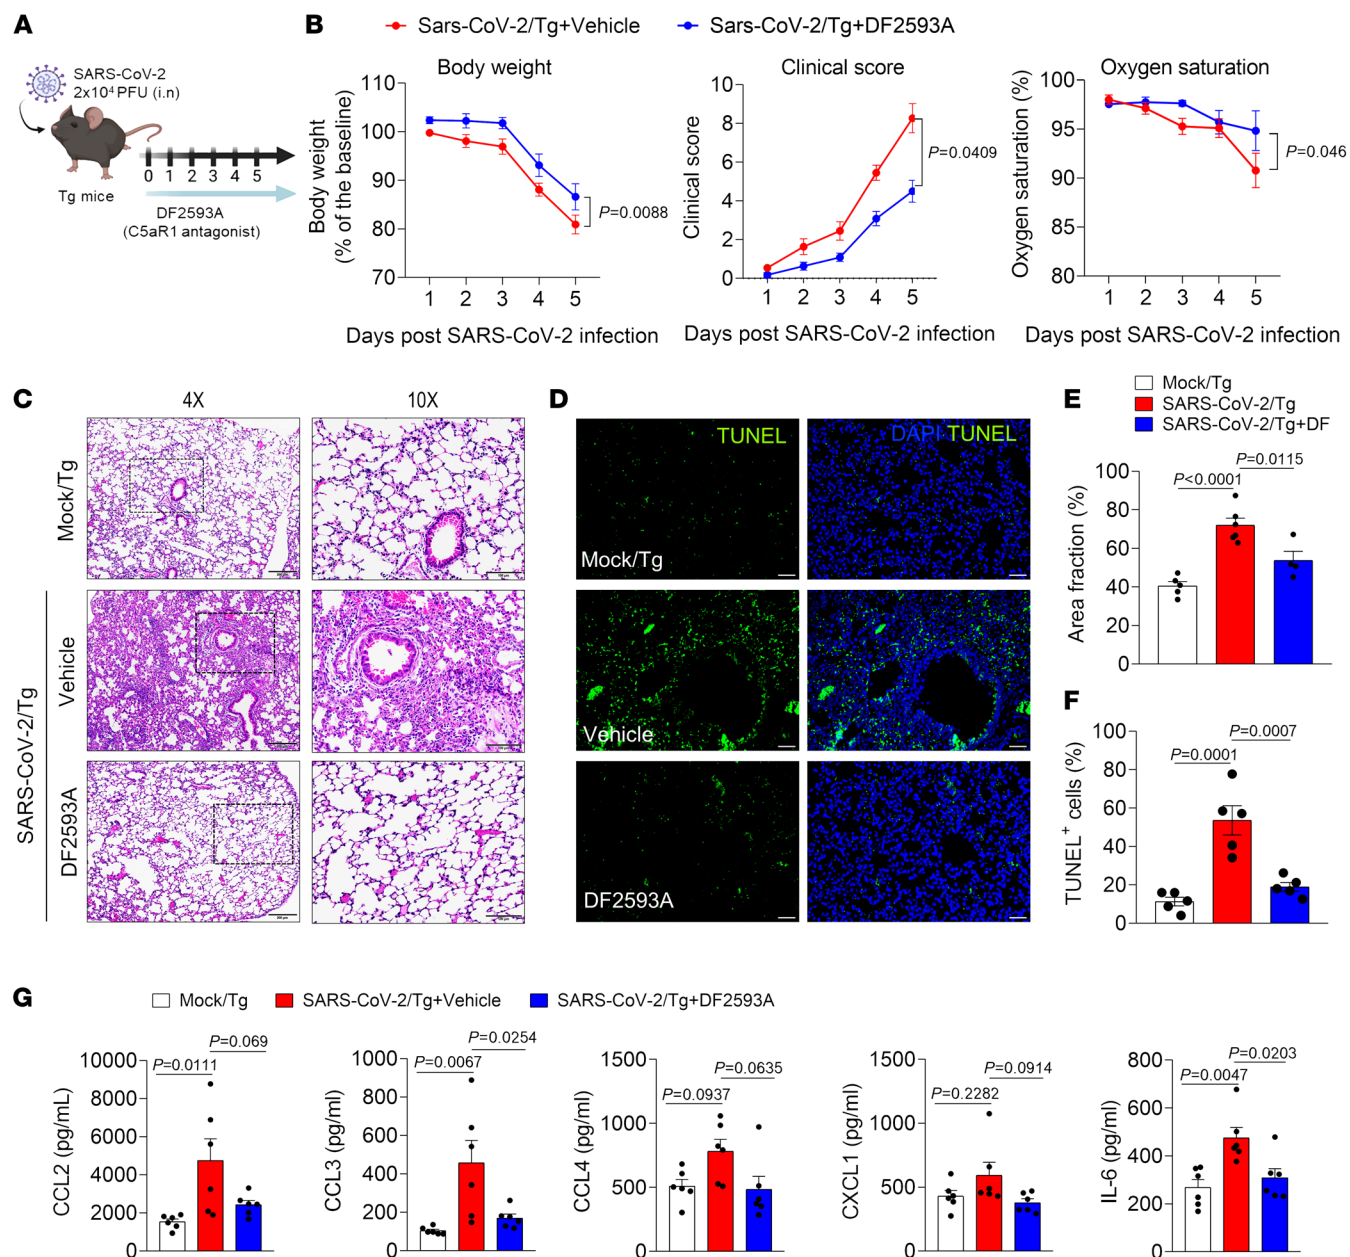 A
SARS-CoV-2
2x10⁴ PFU (i.n)
0 1 2 3 4 5
Tg mice
DF2593A
(C5aR1 antagonist)
B
Sars-CoV-2/Tg+Vehicle
Sars-CoV-2/Tg+DF2593A
Body weight
Body weight
(% of the baseline)
110
100
90
80
70
P=0.0088
1 2 3 4 5
Days post SARS-CoV-2 infection
Clinical score
Clinical score
10
8
6
4
2
0
P=0.0409
1 2 3 4 5
Days post SARS-CoV-2 infection
Oxygen saturation
Oxygen saturation (%)
100
95
90
85
80
P=0.046
1 2 3 4 5
Days post SARS-CoV-2 infection
C
4X
10X
Mock/Tg
SARS-CoV-2/Tg
Vehicle
DF2593A
D
TUNEL
DAPI TUNEL
Mock/Tg
Vehicle
DF2593A
E
Mock/Tg
SARS-CoV-2/Tg
SARS-CoV-2/Tg+DF
Area fraction (%)
100
80
60
40
20
0
P<0.0001
P=0.0115
F
TUNEL⁺ cells (%)
100
80
60
40
20
0
P=0.0001
P=0.0007
G
Mock/Tg
SARS-CoV-2/Tg+Vehicle
SARS-CoV-2/Tg+DF2593A
CCL2 (pg/mL)
10000
8000
6000
4000
2000
0
P=0.0111
P=0.069
CCL3 (pg/ml)
1000
800
600
400
200
0
P=0.0067
P=0.0254
CCL4 (pg/ml)
1500
1000
500
0
P=0.0937
P=0.0635
CXCL1 (pg/ml)
1500
1000
500
0
P=0.2282
P=0.0914
IL-6 (pg/ml)
800
600
400
200
0
P=0.0047
P=0.0203